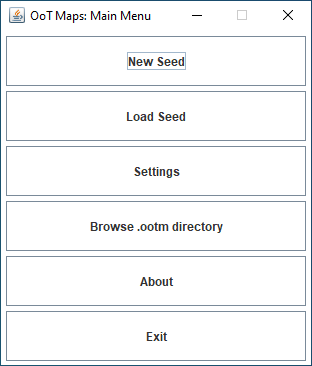 OoT Maps: Main Menu
New Seed
Load Seed
Settings
Browse .ootm directory
About
Exit